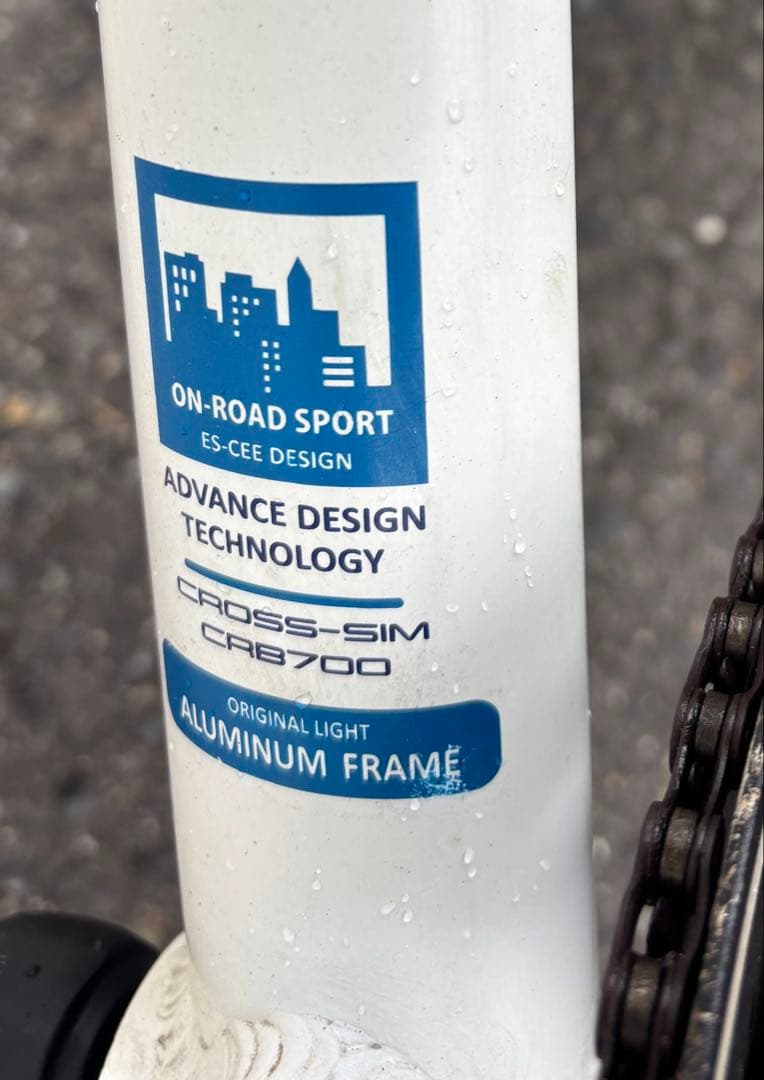 ON-ROAD SPORT
ES-CEE DESIGN
ADVANCE DESIGN
TECHNOLOGY
CROSS-SIM
CRB700
ORIGINAL LIGHT
ALUMINUM FRAME